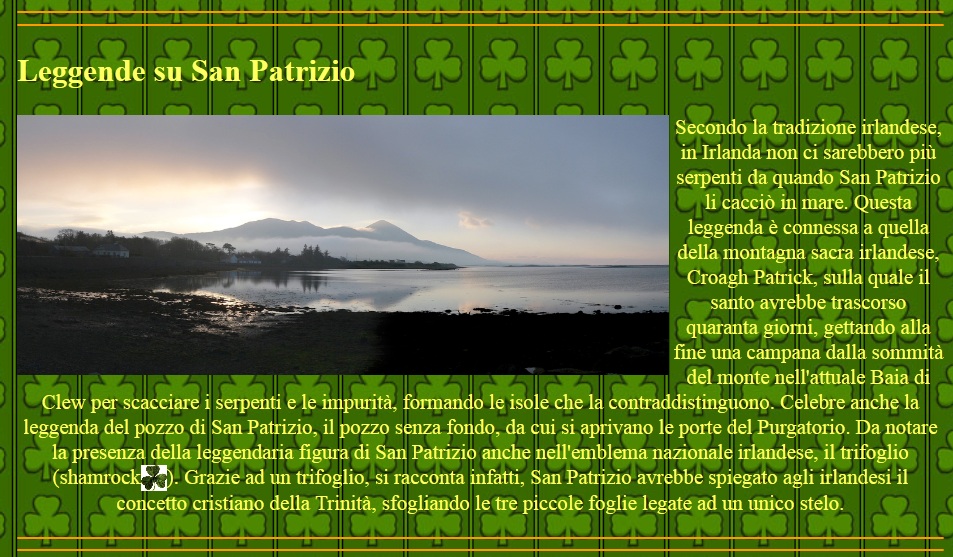 Leggende su San Patrizio
Secondo la tradizione irlandese,
in Irlanda non ci sarebbero più
serpenti da quando San Patrizio
li cacciò in mare. Questa
leggenda è connessa a quella
della montagna sacra irlandese,
Croagh Patrick, sulla quale il
santo avrebbe trascorso
quaranta giorni, gettando alla
fine una campana dalla sommità
del monte nell'attuale Baia di
Clew per scacciare i serpenti e le impurità, formando le isole che la contraddistinguono. Celebre anche la
leggenda del pozzo di San Patrizio, il pozzo senza fondo, da cui si aprivano le porte del Purgatorio. Da notare
la presenza della leggendaria figura di San Patrizio anche nell'emblema nazionale irlandese, il trifoglio
(shamrock). Grazie ad un trifoglio, si racconta infatti, San Patrizio avrebbe spiegato agli irlandesi il
concetto cristiano della Trinità, sfogliando le tre piccole foglie legate ad un unico stelo.